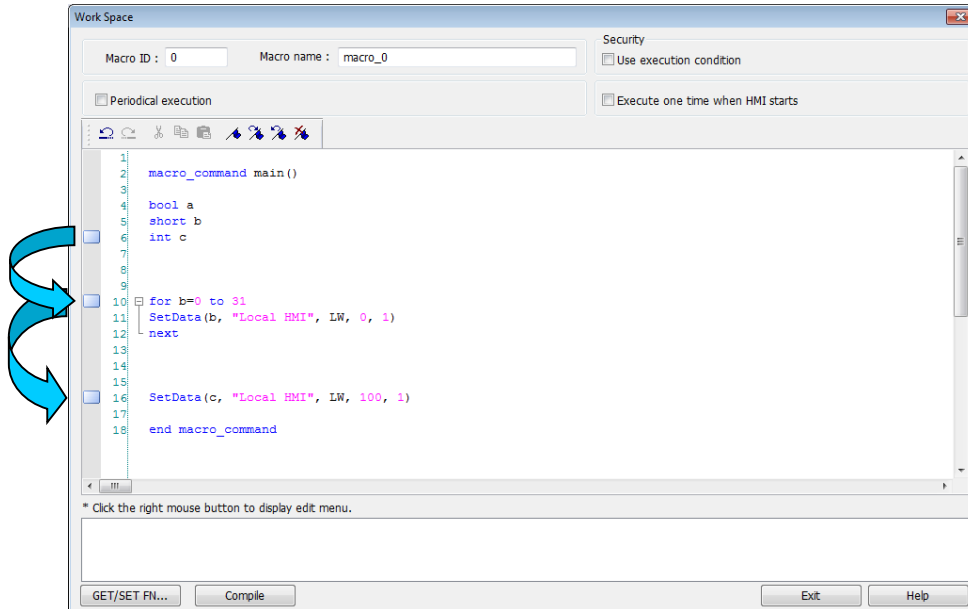 Work Space
Security
Macro ID : 0 Macro name : macro_0
Use execution condition
Periodical execution
Execute one time when HMI starts
1
2 macro_command main()
3
4 bool a
5 short b
6 int c
7
8
9
10 for b=0 to 31
11 SetData(b, "Local HMI", LW, 0, 1)
12 next
13
14
15
16 SetData(c, "Local HMI", LW, 100, 1)
17
18 end macro_command
* Click the right mouse button to display edit menu.
GET/SET FN... Compile Exit Help